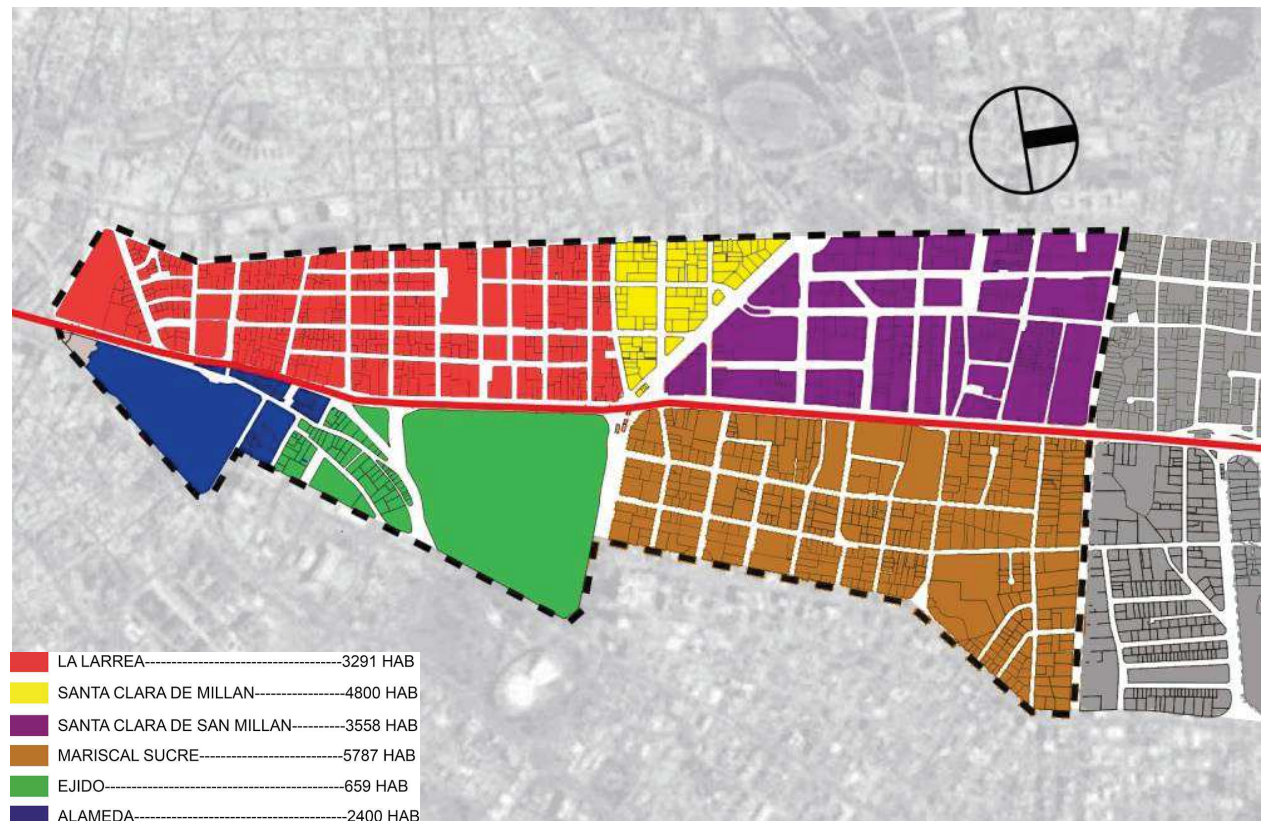 LA LARREA-------------------------------------3291 HAB
SANTA CLARA DE MILLAN-----------------4800 HAB
SANTA CLARA DE SAN MILLAN----------3558 HAB
MARISCAL SUCRE---------------------------5787 HAB
EJIDO---------------------------------------------659 HAB
ALAMEDA----------------------------------------2400 HAB